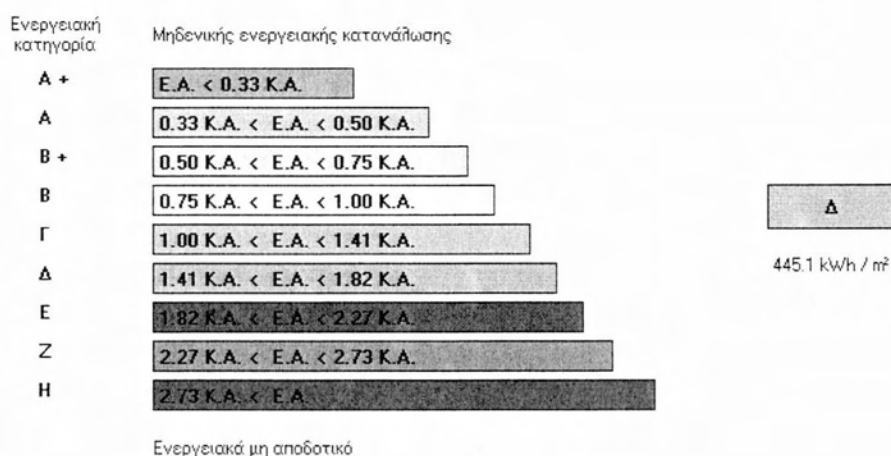 Ενεργειακή
κατηγορία
Μηδενικής ενεργειακής κατανάλωσης
Α +
Ε.Α. < 0.33 Κ.Α.
Α
0.33 Κ.Α. < Ε.Α. < 0.50 Κ.Α.
Β +
0.50 Κ.Α. < Ε.Α. < 0.75 Κ.Α.
Β
0.75 Κ.Α. < Ε.Α. < 1.00 Κ.Α.
Γ
1.00 Κ.Α. < Ε.Α. < 1.41 Κ.Α.
Δ
1.41 Κ.Α. < Ε.Α. < 1.82 Κ.Α.
Ε
1.82 Κ.Α. < Ε.Α. < 2.27 Κ.Α.
Ζ
2.27 Κ.Α. < Ε.Α. < 2.73 Κ.Α.
Η
2.73 Κ.Α. < Ε.Α.
Ενεργειακά μη αποδοτικό
Δ
445.1 kWh / m²